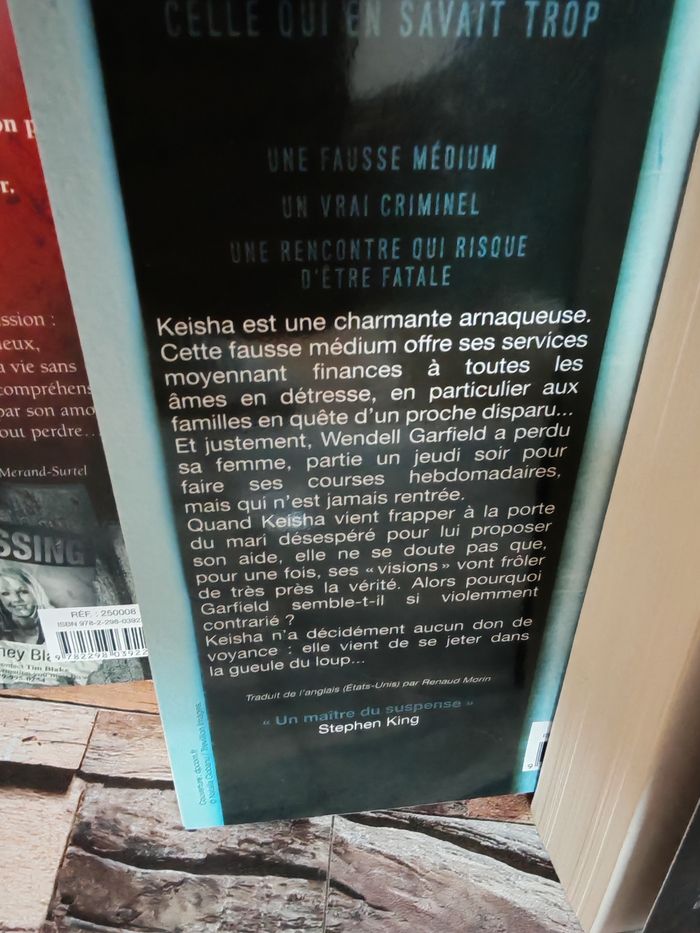 CELLE QUI EN SAVAIT TROP
UNE FAUSSE MÉDIUM
UN VRAI CRIMINEL
UNE RENCONTRE QUI RISQUE
D'ÊTRE FATALE
Keisha est une charmante arnaqueuse.
Cette fausse médium offre ses services
moyennant finances à toutes les
âmes en détresse, en particulier aux
familles en quête d'un proche disparu...
Et justement, Wendell Garfield a perdu
sa femme, partie un jeudi soir pour
faire ses courses hebdomadaires,
mais qui n'est jamais rentrée.
Quand Keisha vient frapper à la porte
du mari désespéré pour lui proposer
son aide, elle ne se doute pas que,
pour une fois, ses « visions » vont frôler
de très près la vérité. Alors pourquoi
Garfield semble-t-il si violemment
contrarié ?
Keisha n'a décidément aucun don de
voyance : elle vient de se jeter dans
la gueule du loup...
Traduit de l'anglais (États-Unis) par Renaud Morin
« Un maître du suspense »
Stephen King
on p
r.
ssion :
eux,
a vie sans
compréhens
par son amo
out perdre...
Merand-Surtel
SSING
RÉF. : 250008
ISBN 978-2-298-0392
ney Bla
Tim Blake
9 782298 03922